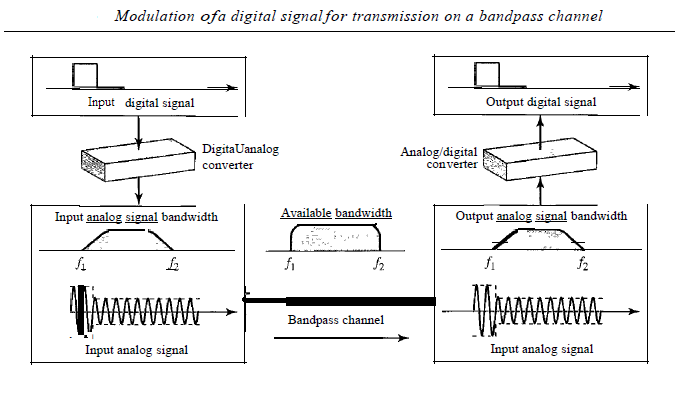 Modulation ofa digital signal for transmission on a bandpass channel
Input digital signal
Output digital signal
DigitaUanalog
converter
Analog/digital
converter
Input analog signal bandwidth
Available bandwidth
Output analog signal bandwidth
f1 f2
f1 f2
f1 f2
Bandpass channel
Input analog signal
Input analog signal